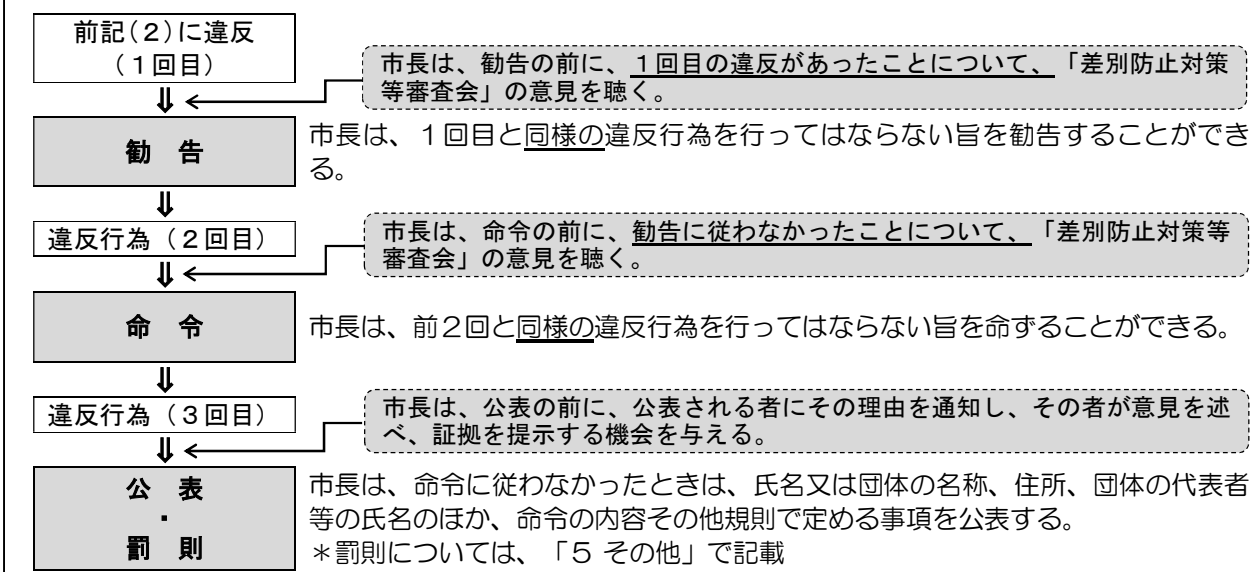 前記(2)に違反
(1回目)
市長は、勧告の前に、1回目の違反があったことについて、「差別防止対策
等審査会」の意見を聴く。
⇓
勧 告
市長は、1回目と同様の違反行為を行ってはならない旨を勧告することができ
る。
⇓
違反行為(2回目)
市長は、命令の前に、勧告に従わなかったことについて、「差別防止対策等
審査会」の意見を聴く。
⇓
命 令
市長は、前2回と同様の違反行為を行ってはならない旨を命ずることができる。
⇓
違反行為(3回目)
市長は、公表の前に、公表される者にその理由を通知し、その者が意見を述
べ、証拠を提示する機会を与える。
⇓
公 表
・
罰 則
市長は、命令に従わなかったときは、氏名又は団体の名称、住所、団体の代表者
等の氏名のほか、命令の内容その他規則で定める事項を公表する。
*罰則については、「5 その他」で記載